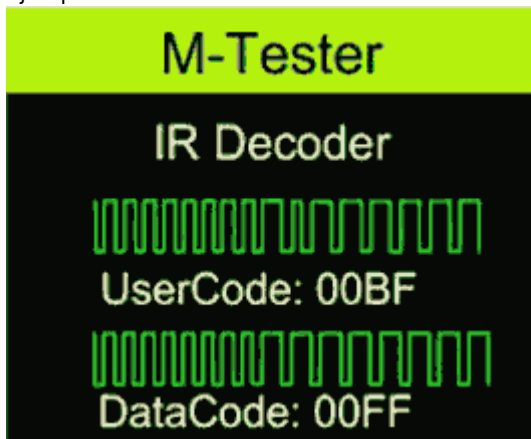 M-Tester
IR Decoder
UserCode: 00BF
DataCode: 00FF